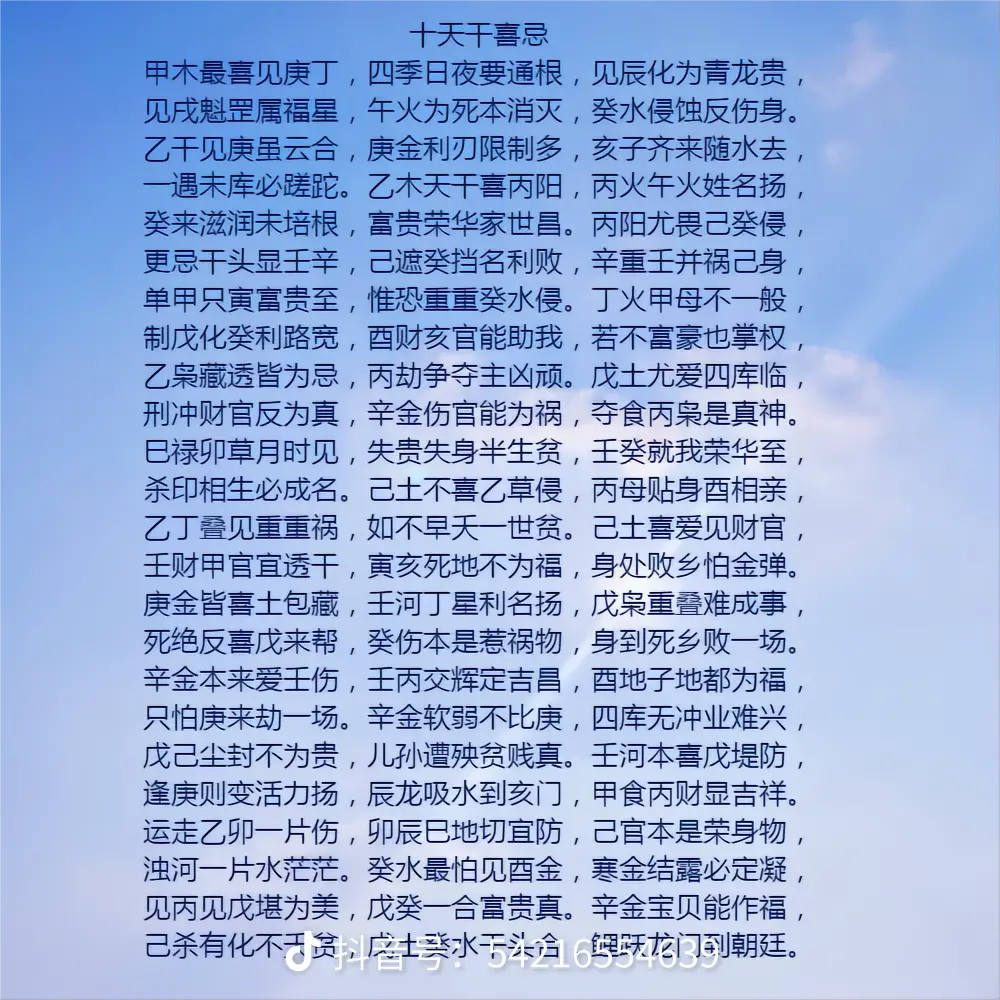 十天干喜忌
甲木最喜见庚丁，四季日夜要通根，见辰化为青龙贵，
见戌魁罡属福星，午火为死本消灭，癸水侵蚀反伤身。
乙干见庚虽云合，庚金利刃限制多，亥子齐来随水去，
一遇未库必蹉跎。乙木天干喜丙阳，丙火午火姓名扬，
癸来滋润未培根，富贵荣华家世昌。丙阳尤畏己癸侵，
更忌干头显壬辛，己遮癸挡名利败，辛重壬并祸己身，
单甲只寅富贵至，惟恐重重癸水侵。丁火甲母不一般，
制戊化癸利路宽，酉财亥官能助我，若不富豪也掌权，
乙枭藏透皆为忌，丙劫争夺主凶顽。戊土尤爱四库临，
刑冲财官反为真，辛金伤官能为祸，夺食丙枭是真神。
巳禄卯草月时见，失贵失身半生贫，壬癸就我荣华至，
杀印相生必成名。己土不喜乙草侵，丙母贴身酉相亲，
乙丁叠见重重祸，如不早夭一世贫。己土喜爱见财官，
壬财甲官宜透干，寅亥死地不为福，身处败乡怕金弹。
庚金皆喜土包藏，壬河丁星利名扬，戊枭重叠难成事，
死绝反喜戊来帮，癸伤本是惹祸物，身到死乡败一场。
辛金本来爱壬伤，壬丙交辉定吉昌，酉地子地都为福，
只怕庚来劫一场。辛金软弱不比庚，四库无冲业难兴，
戊己尘封不为贵，儿孙遭殃贫贱真。壬河本喜戊堤防，
逢庚则变活力扬，辰龙吸水到亥门，甲食丙财显吉祥。
运走乙卯一片伤，卯辰巳地切宜防，己官本是荣身物，
浊河一片水茫茫。癸水最怕见酉金，寒金结露必定凝，
见丙见戊堪为美，戊癸一合富贵真。辛金宝贝能作福，
己杀有化不于贫，戊土癸水干头合，鲤跃龙门到朝廷。
抖音号：54216554639